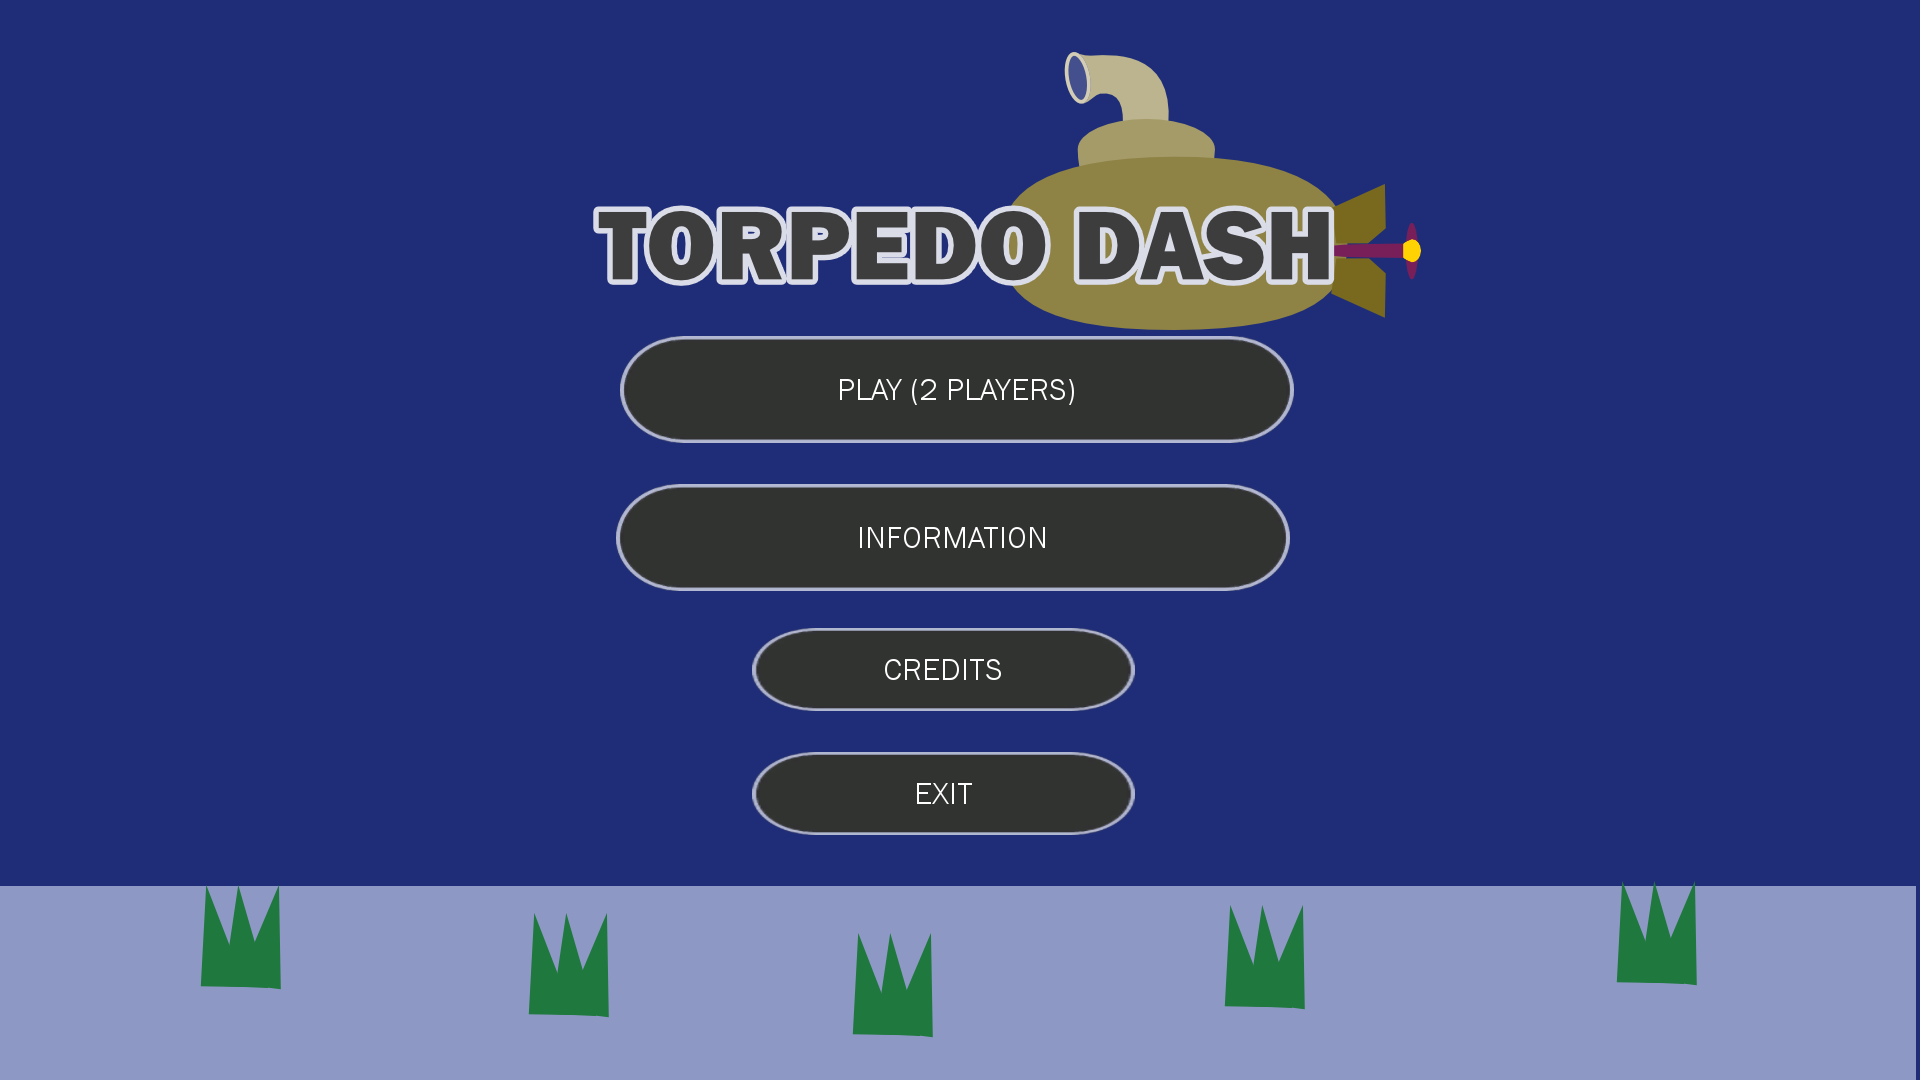 TORPEDO DASH
PLAY (2 PLAYERS)
INFORMATION
CREDITS
EXIT